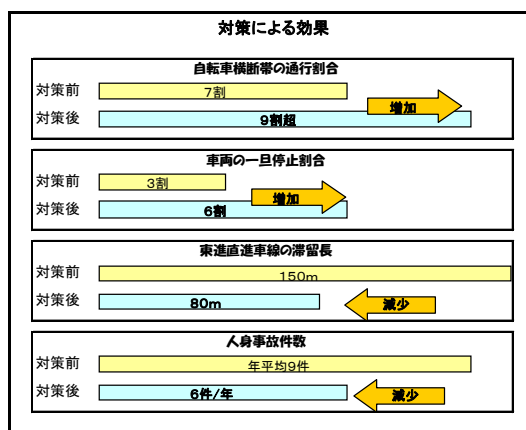 対策による効果
自転車横断帯の通行割合
対策前 7割
対策後 9割超
増加
車両の一旦停止割合
対策前 3割
対策後 6割
増加
東進直進車線の滞留長
対策前 150m
対策後 80m
減少
人身事故件数
対策前 年平均9件
対策後 6件/年
減少